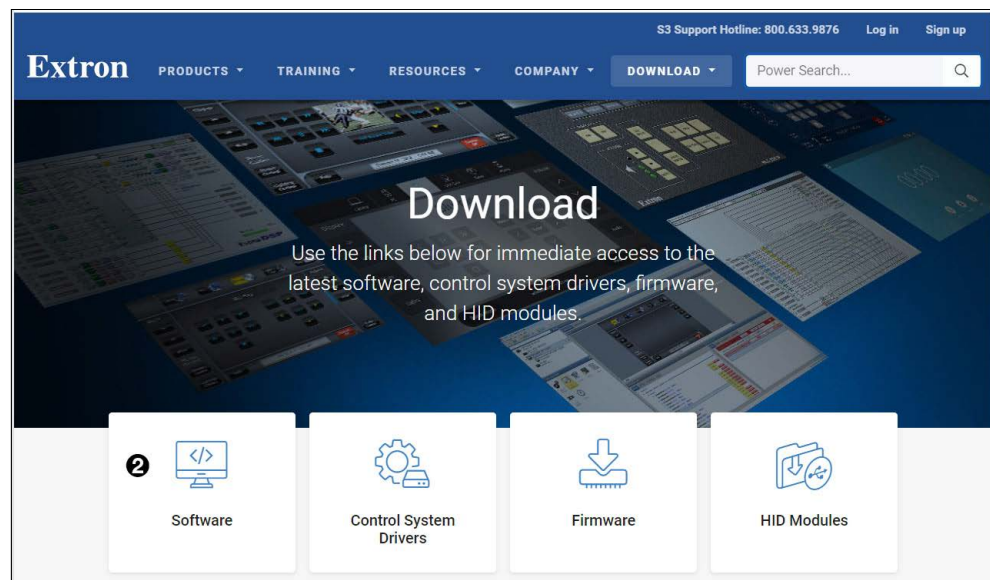 S3 Support Hotline: 800.633.9876 Log in Sign up
Extron PRODUCTS TRAINING RESOURCES COMPANY DOWNLOAD Power Search...
Download
Use the links below for immediate access to the
latest software, control system drivers, firmware,
and HID modules.
2
Software
Control System
Drivers
Firmware
HID Modules